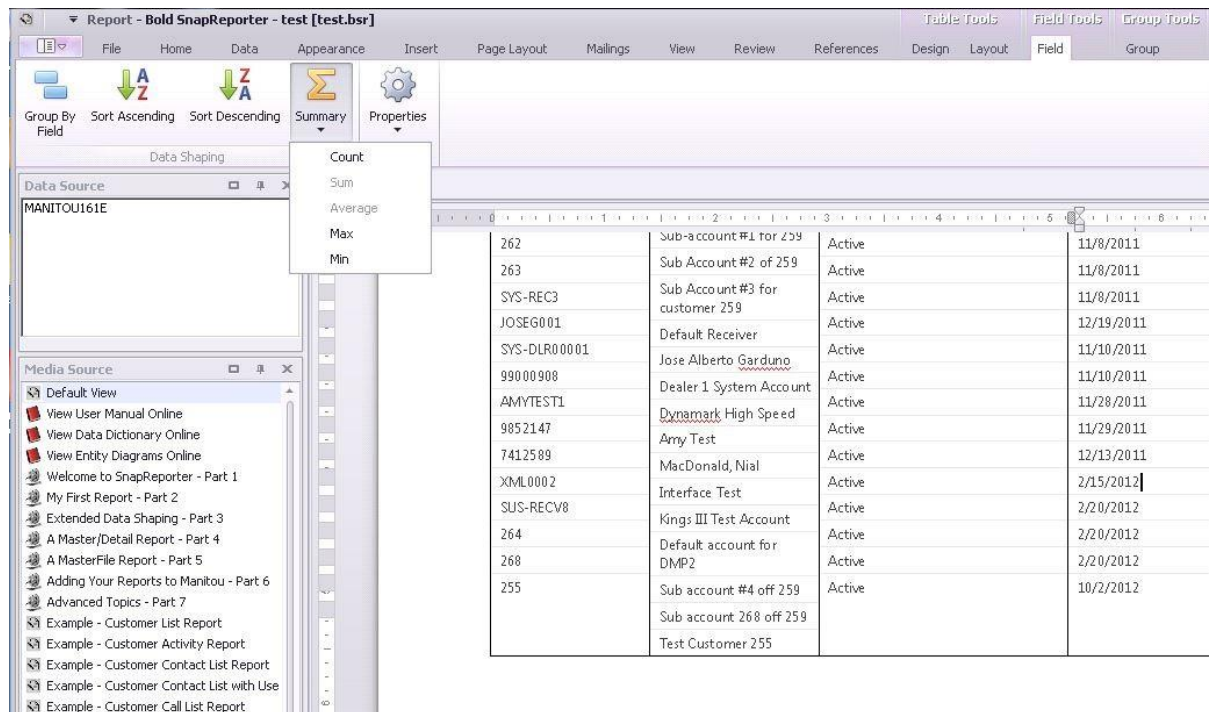 Report - Bold SnapReporter - test [test.bsr]
Table Tools Field Tools Group Tools
File Home Data Appearance Insert Page Layout Mailings View Review References Design Layout Field Group
Group By Field
Sort Ascending
Sort Descending
Summary
Properties
Data Shaping
Count
Sum
Average
Max
Min
Data Source
MANITOU161E
Media Source
Default View
View User Manual Online
View Data Dictionary Online
View Entity Diagrams Online
Welcome to SnapReporter - Part 1
My First Report - Part 2
Extended Data Shaping - Part 3
A Master/Detail Report - Part 4
A MasterFile Report - Part 5
Adding Your Reports to Manitou - Part 6
Advanced Topics - Part 7
Example - Customer List Report
Example - Customer Activity Report
Example - Customer Contact List Report
Example - Customer Contact List with Use
Example - Customer Call List Report
0 1 2 3 4 5 6
262
263
SYS-REC3
JOSEG001
SYS-DLR00001
99000908
AMYTEST1
9852147
7412589
XML0002
SUS-RECV8
264
268
255
Sub-account #1 for 259
Sub Account #2 of 259
Sub Account #3 for
customer 259
Default Receiver
Jose Alberto Garduno
Dealer 1 System Account
Dynamark High Speed
Amy Test
MacDonald, Nial
Interface Test
Kings III Test Account
Default account for
DMP2
Sub account #4 off 259
Sub account 268 off 259
Test Customer 255
Active
Active
Active
Active
Active
Active
Active
Active
Active
Active
Active
Active
Active
Active
11/8/2011
11/8/2011
11/8/2011
12/19/2011
11/10/2011
11/10/2011
11/28/2011
11/29/2011
12/13/2011
2/15/2012
2/20/2012
2/20/2012
2/20/2012
10/2/2012